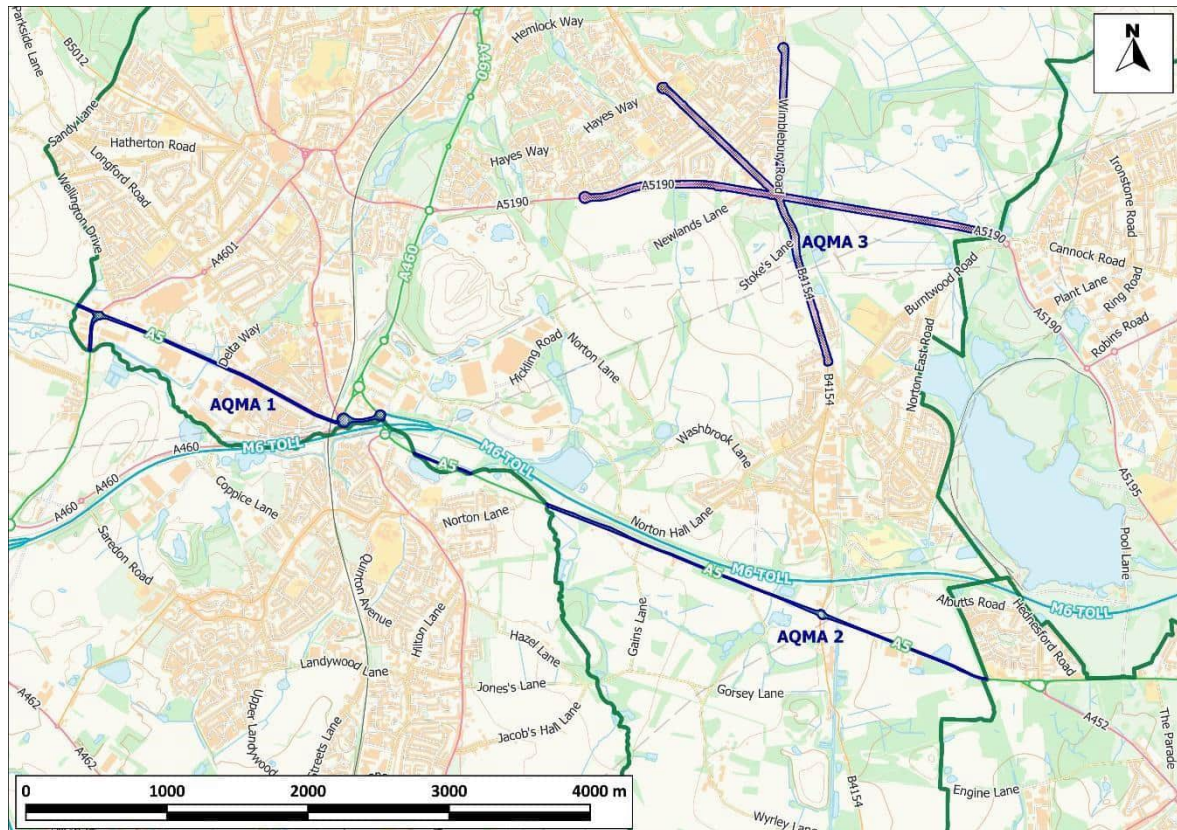 Parkside Lane
B5012
Sandy Lane
Hatherton Road
Longford Road
Wellington Drive
A4601
Hemlock Way
A460
Hayes Way
Hayes Way
A5190
A5190
Wimblebury Road
Newlands Lane
Stoke's Lane
AQMA 3
B4154
B4154
A5190
Burntwood Road
Norton East Road
Ironstone Road
Cannock Road
Plant Lane
Ring Road
A5190
Robins Road
A5195
Pool Lane
N
A460
A5
Delta Way
AQMA 1
Hickling Road
Norton Lane
Washbrook Lane
A460
M6-TOLL
A460
A460
Coppice Lane
Saredon Road
M6-TOLL
A5
Norton Lane
Norton Hall Lane
A5
M6-TOLL
AQMA 2
A5
Albutts Road
Hednesford Road
M6-TOLL
Quinton Avenue
Hilton Lane
Landywood Lane
Upper Landywood
Streets Lane
Hazel Lane
Jones's Lane
Jacob's Hall Lane
Gains Lane
Gorsey Lane
B4154
Wyrley Lane
Engine Lane
A452
The Parade
A462
A462
0 1000 2000 3000 4000 m